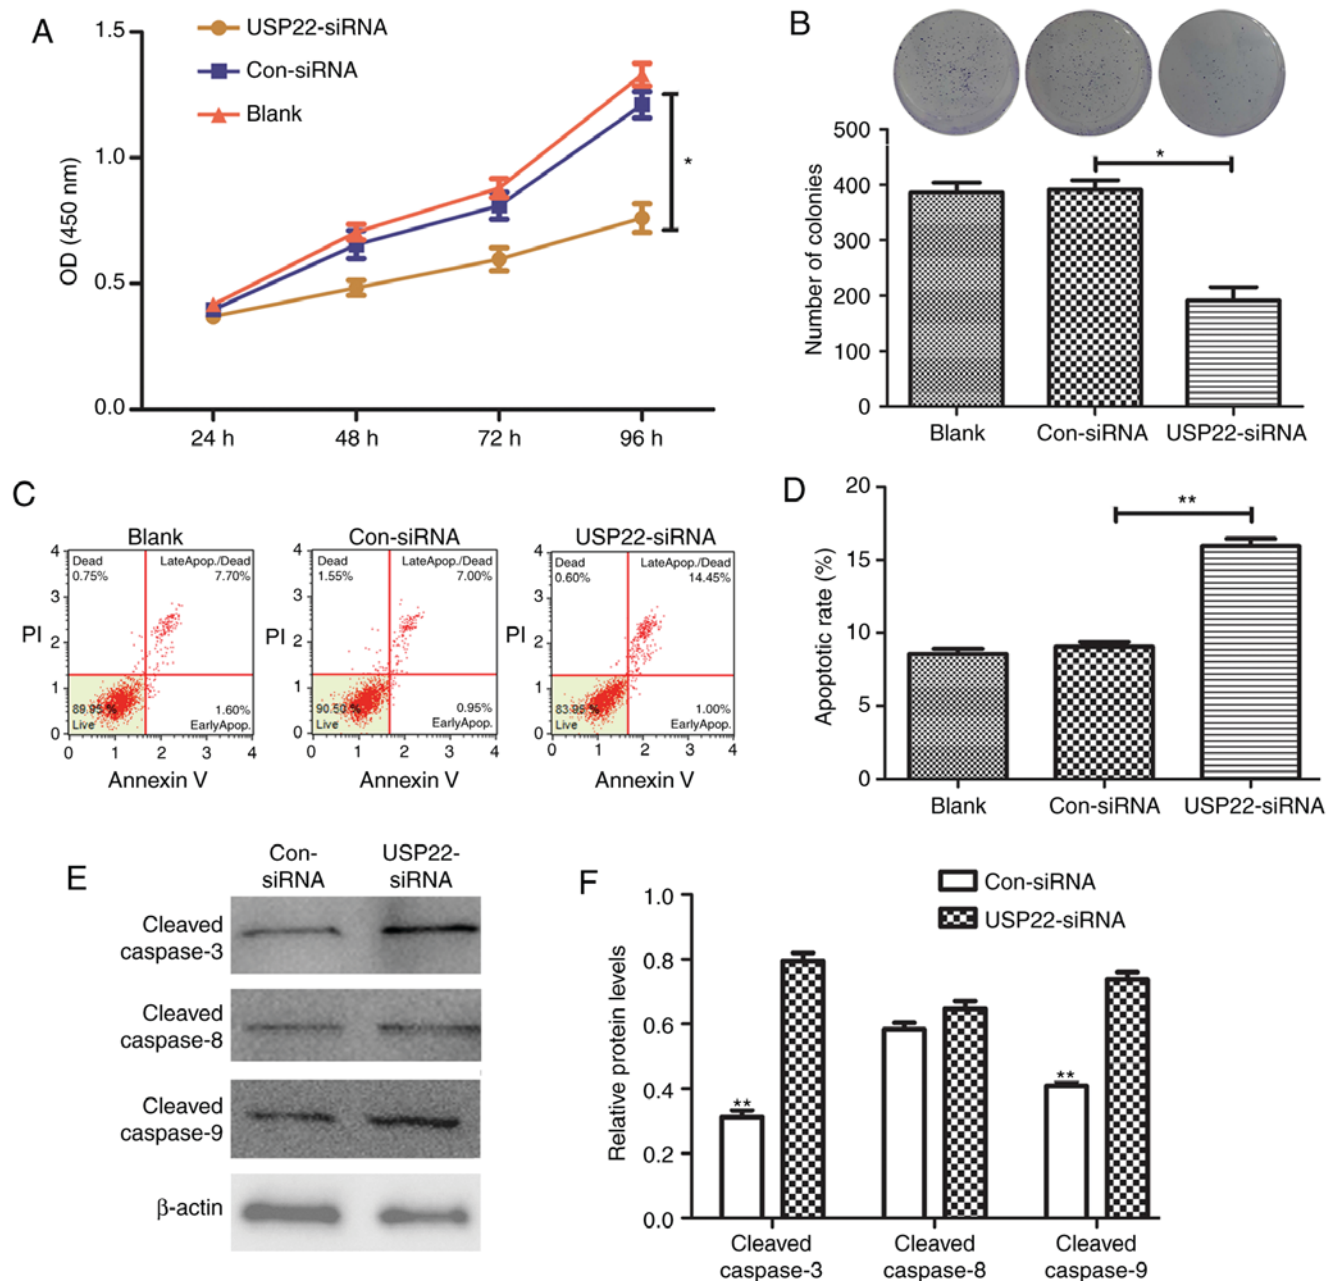 A
USP22-siRNA
Con-siRNA
Blank
OD (450 nm)
1.5
1.0
0.5
0.0
24 h 48 h 72 h 96 h
*
B
Number of colonies
500
400
300
200
100
0
*
Blank Con-siRNA USP22-siRNA
C
Blank
PI
4
3
2
1
0
Dead
0.75%
LateApop./Dead
7.70%
89.95 %
Live
1.60%
EarlyApop.
0 1 2 3 4
Annexin V
Con-siRNA
PI
4
3
2
1
0
Dead
1.55%
LateApop./Dead
7.00%
90.50 %
Live
0.95%
EarlyApop.
0 1 2 3 4
Annexin V
USP22-siRNA
PI
4
3
2
1
0
Dead
0.60%
LateApop./Dead
14.45%
83.95 %
Live
1.00%
EarlyApop.
0 1 2 3 4
Annexin V
D
Apoptotic rate (%)
20
15
10
5
0
**
Blank Con-siRNA USP22-siRNA
E
Con-
siRNA
USP22-
siRNA
Cleaved
caspase-3
Cleaved
caspase-8
Cleaved
caspase-9
β-actin
F
Con-siRNA
USP22-siRNA
Relative protein levels
1.0
0.8
0.6
0.4
0.2
0.0
**
**
Cleaved
caspase-3
Cleaved
caspase-8
Cleaved
caspase-9